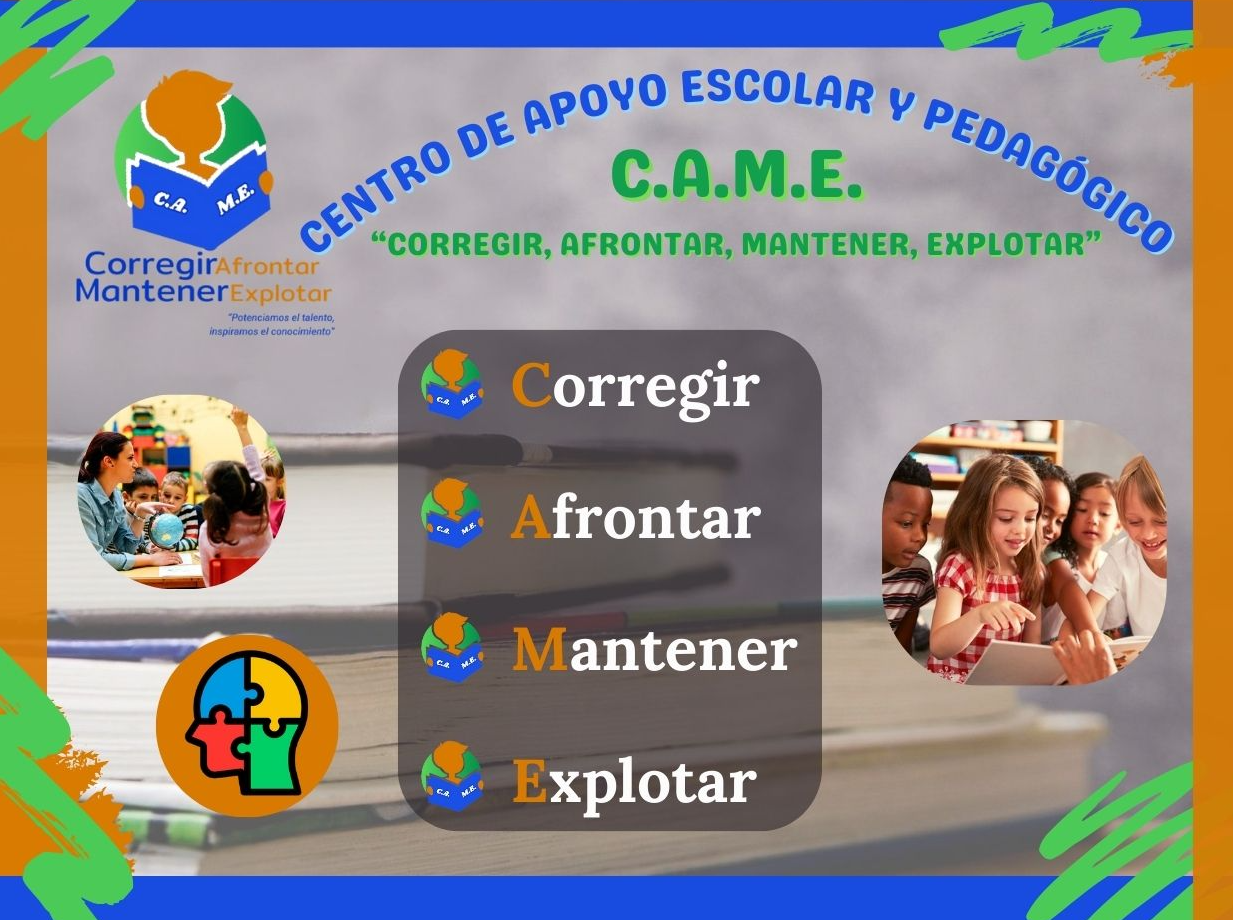 CENTRO DE APOYO ESCOLAR Y PEDAGÓGICO
C.A.M.E.
“CORREGIR, AFRONTAR, MANTENER, EXPLOTAR”
C.A. M.E.
CorregirAfrontar
MantenerExplotar
“Potenciamos el talento,
inspiramos el conocimiento”
C.A. M.E.
Corregir
C.A. M.E.
Afrontar
C.A. M.E.
Mantener
C.A. M.E.
Explotar